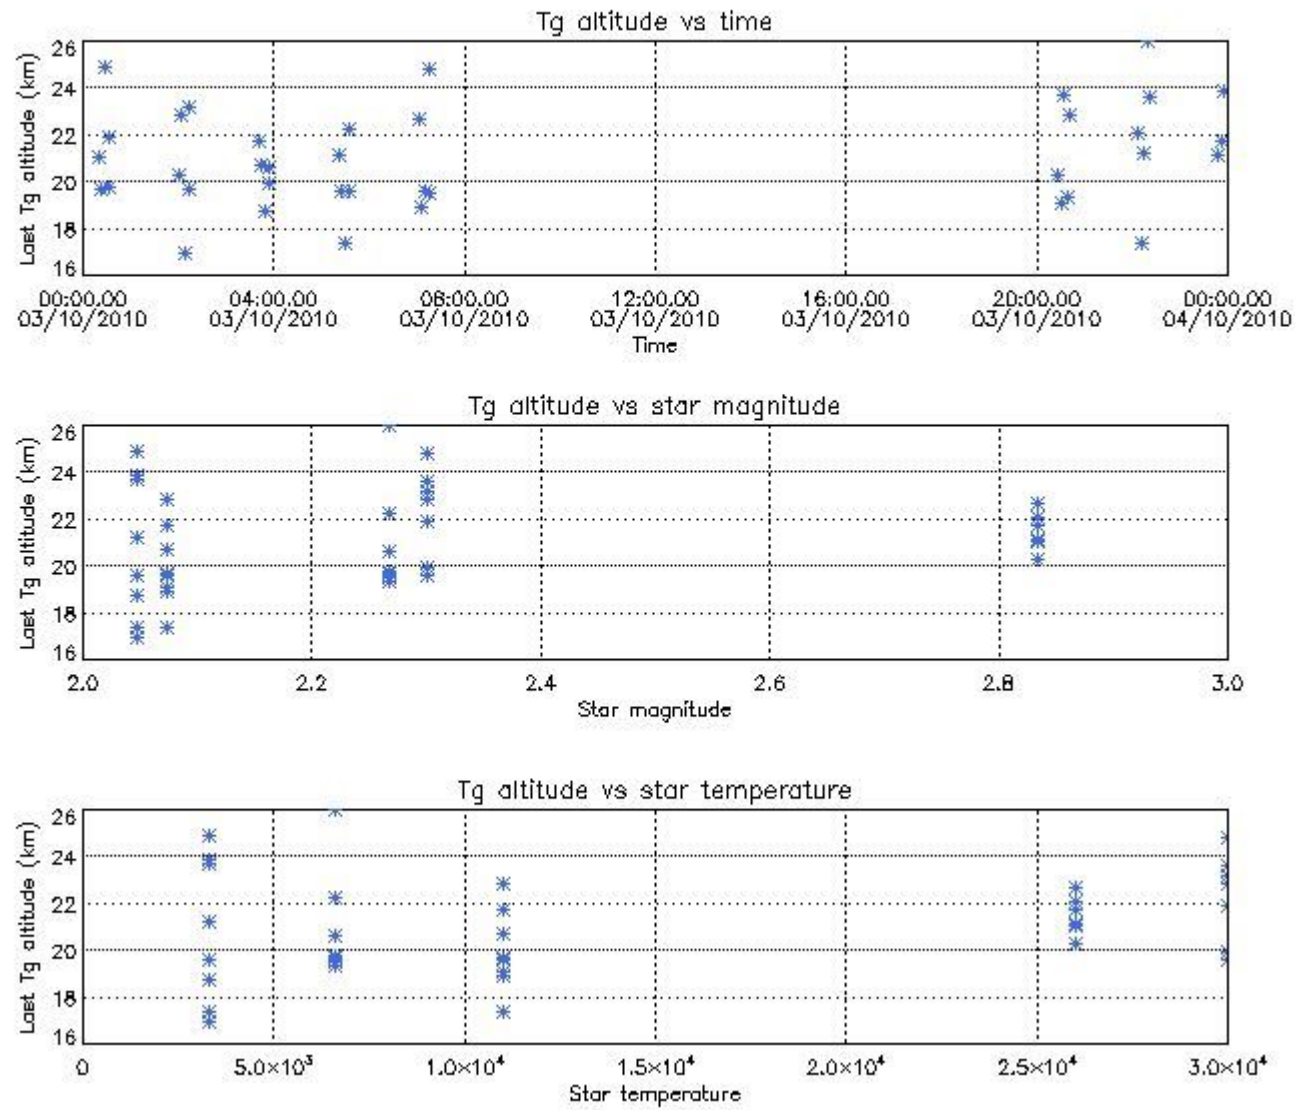 Tg altitude vs time
Last Tg altitude (km)
26
24
22
20
18
16
00:00.00 04:00.00 08:00.00 12:00.00 16:00.00 20:00.00 00:00.00
03/10/2010 03/10/2010 03/10/2010 03/10/2010 03/10/2010 03/10/2010 04/10/2010
Time
Tg altitude vs star magnitude
Last Tg altitude (km)
26
24
22
20
18
16
2.0 2.2 2.4 2.6 2.8 3.0
Star magnitude
Tg altitude vs star temperature
Last Tg altitude (km)
26
24
22
20
18
16
0 5.0×10³ 1.0×10⁴ 1.5×10⁴ 2.0×10⁴ 2.5×10⁴ 3.0×10⁴
Star temperature